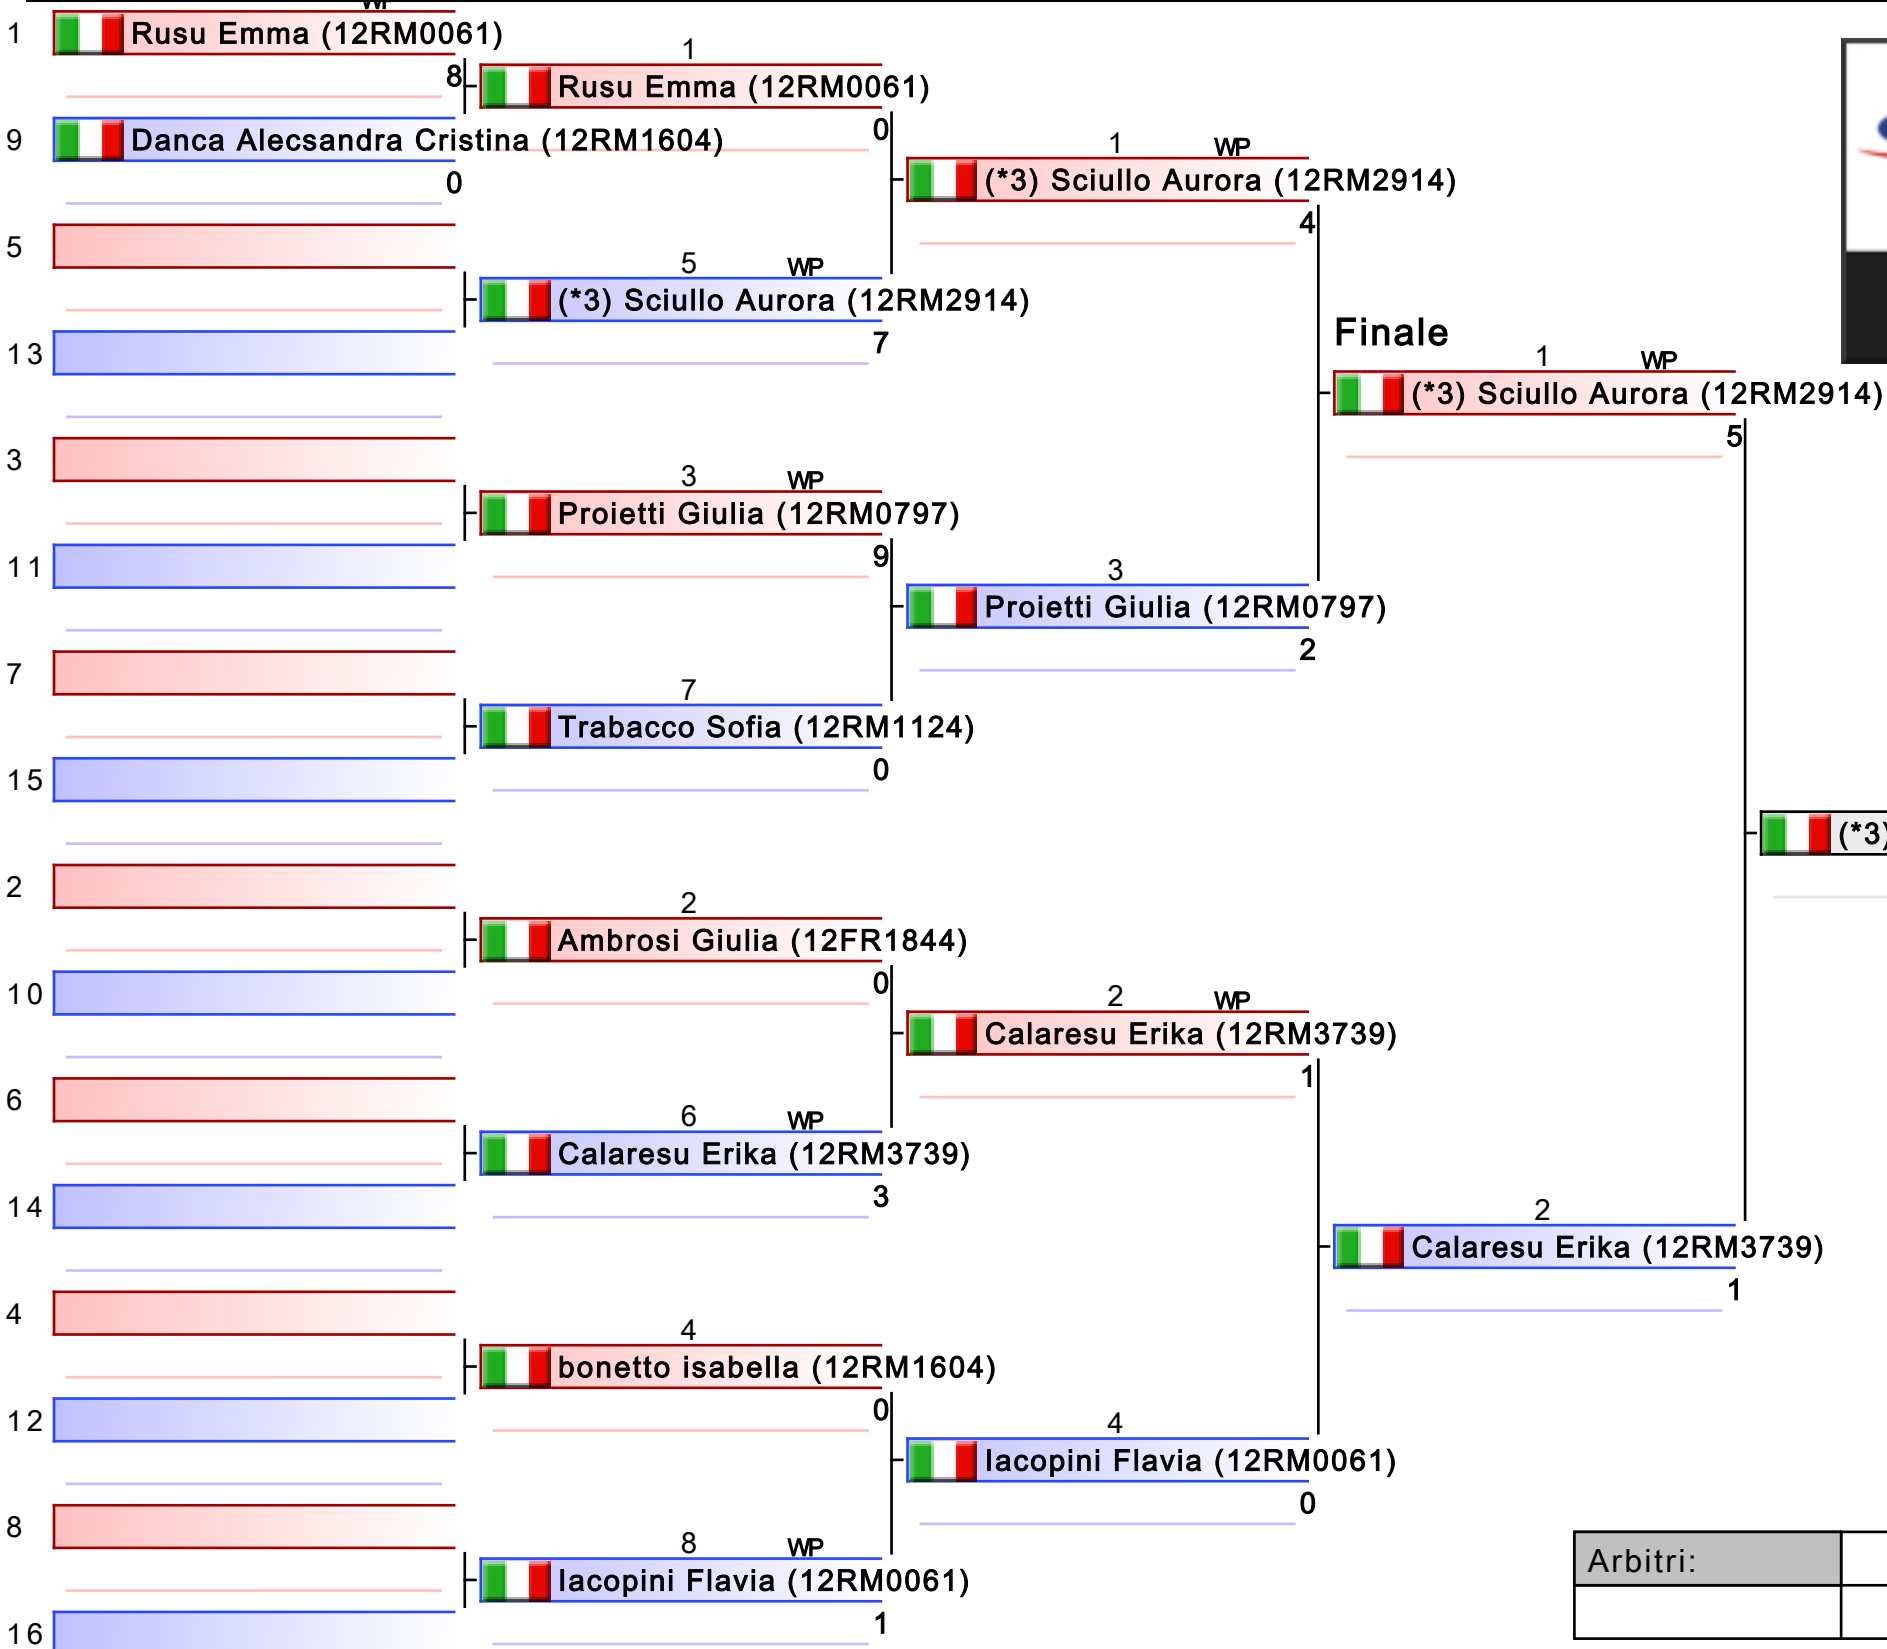 WP
1 Rusu Emma (12RM0061)
8
9 Danca Alecsandra Cristina (12RM1604)
0
5
13
3
11
7
15
2
10
6
14
4
12
8
16
1
Rusu Emma (12RM0061)
0
5 WP
(*3) Sciullo Aurora (12RM2914)
7
3 WP
Proietti Giulia (12RM0797)
9
7
Trabacco Sofia (12RM1124)
0
2
Ambrosi Giulia (12FR1844)
0
6 WP
Calaresu Erika (12RM3739)
3
4
bonetto isabella (12RM1604)
0
8 WP
Iacopini Flavia (12RM0061)
1
1 WP
(*3) Sciullo Aurora (12RM2914)
4
3
Proietti Giulia (12RM0797)
2
2 WP
Calaresu Erika (12RM3739)
1
4
Iacopini Flavia (12RM0061)
0
Finale
1 WP
(*3) Sciullo Aurora (12RM2914)
5
2
Calaresu Erika (12RM3739)
1
(*3)
Arbitri: